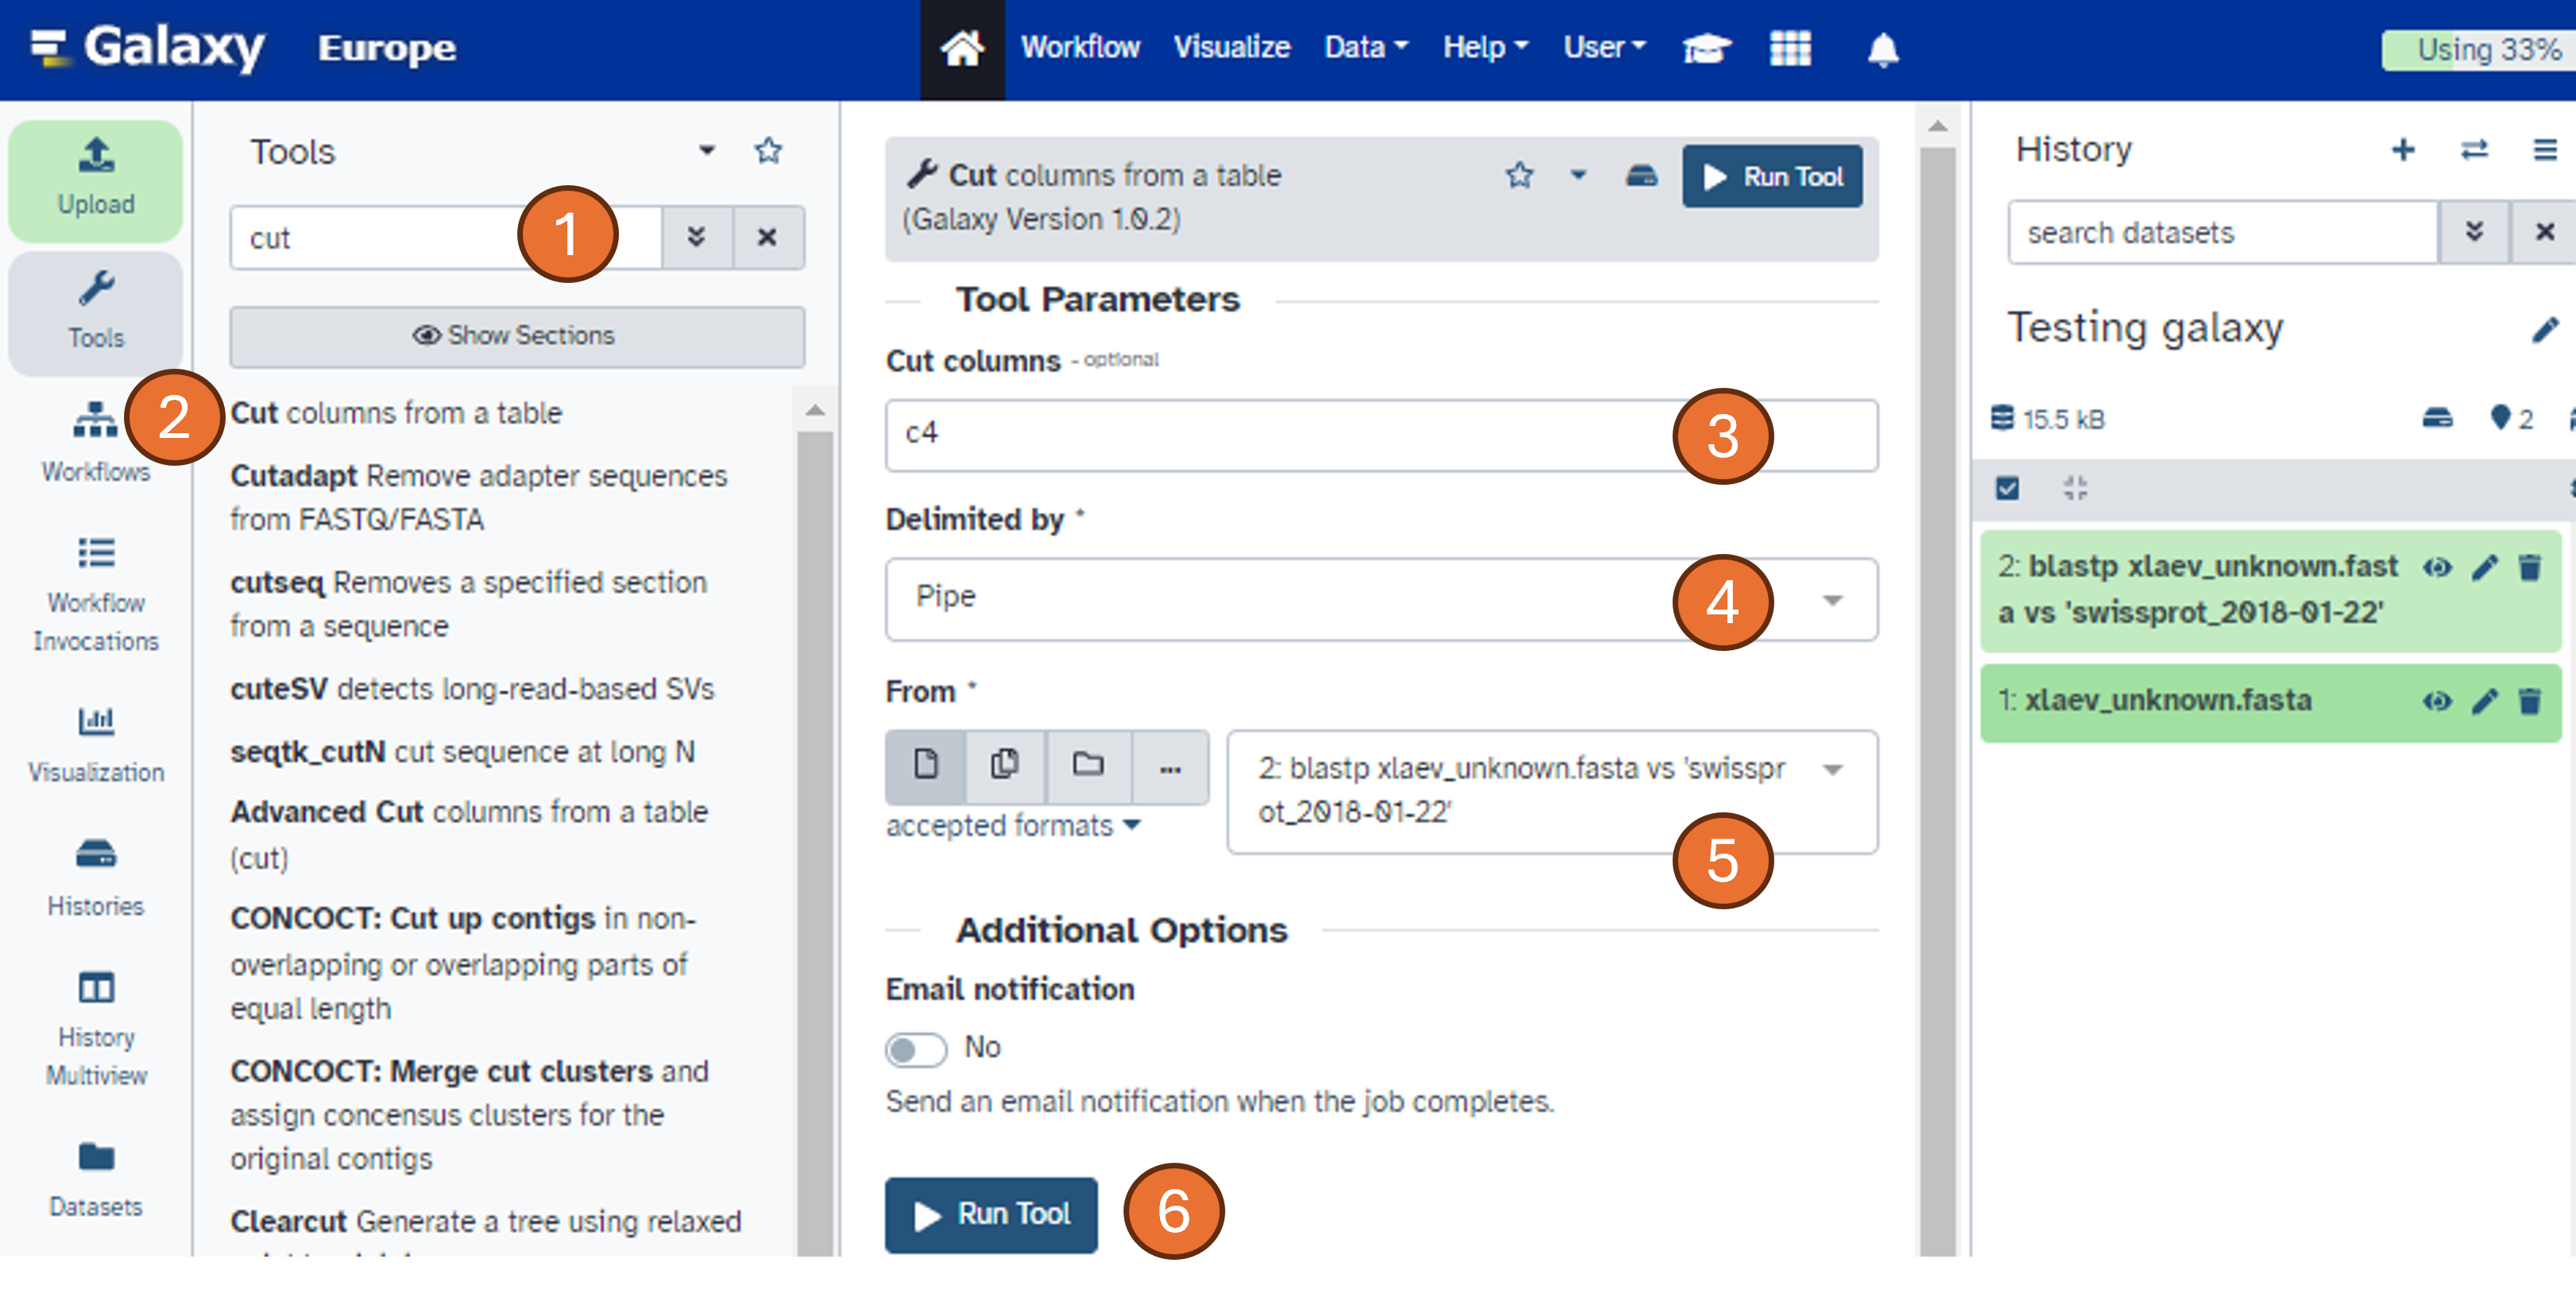 Galaxy Europe
Workflow Visualize Data Help User
Using 33%
Upload
Tools
Workflows
Workflow
Invocations
Visualization
Histories
History
Multiview
Datasets
Tools
cut
1
Show Sections
2
Cut columns from a table
Cutadapt Remove adapter sequences
from FASTQ/FASTA
cutseq Removes a specified section
from a sequence
cuteSV detects long-read-based SVs
seqtk_cutN cut sequence at long N
Advanced Cut columns from a table
(cut)
CONCOCT: Cut up contigs in non-
overlapping or overlapping parts of
equal length
CONCOCT: Merge cut clusters and
assign concensus clusters for the
original contigs
Clearcut Generate a tree using relaxed
Cut columns from a table
(Galaxy Version 1.0.2)
Run Tool
Tool Parameters
Cut columns - optional
c4
3
Delimited by *
Pipe
4
From *
accepted formats
2: blastp xlaev_unknown.fasta vs 'swisspr
ot_2018-01-22'
5
Additional Options
Email notification
No
Send an email notification when the job completes.
Run Tool
6
History
search datasets
Testing galaxy
15.5 kB
2
2: blastp xlaev_unknown.fast
a vs 'swissprot_2018-01-22'
1: xlaev_unknown.fasta